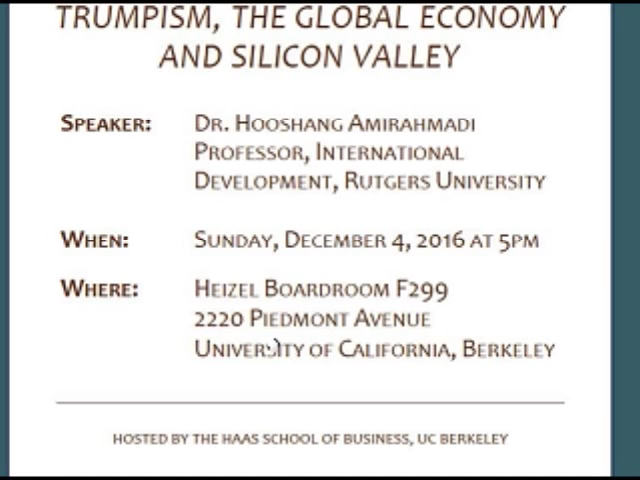 TRUMPISM, THE GLOBAL ECONOMY
AND SILICON VALLEY
SPEAKER: DR. HOOSHANG AMIRAHMADI
PROFESSOR, INTERNATIONAL
DEVELOPMENT, RUTGERS UNIVERSITY
WHEN: SUNDAY, DECEMBER 4, 2016 AT 5PM
WHERE: HEIZEL BOARDROOM F299
2220 PIEDMONT AVENUE
UNIVERSITY OF CALIFORNIA, BERKELEY
HOSTED BY THE HAAS SCHOOL OF BUSINESS, UC BERKELEY